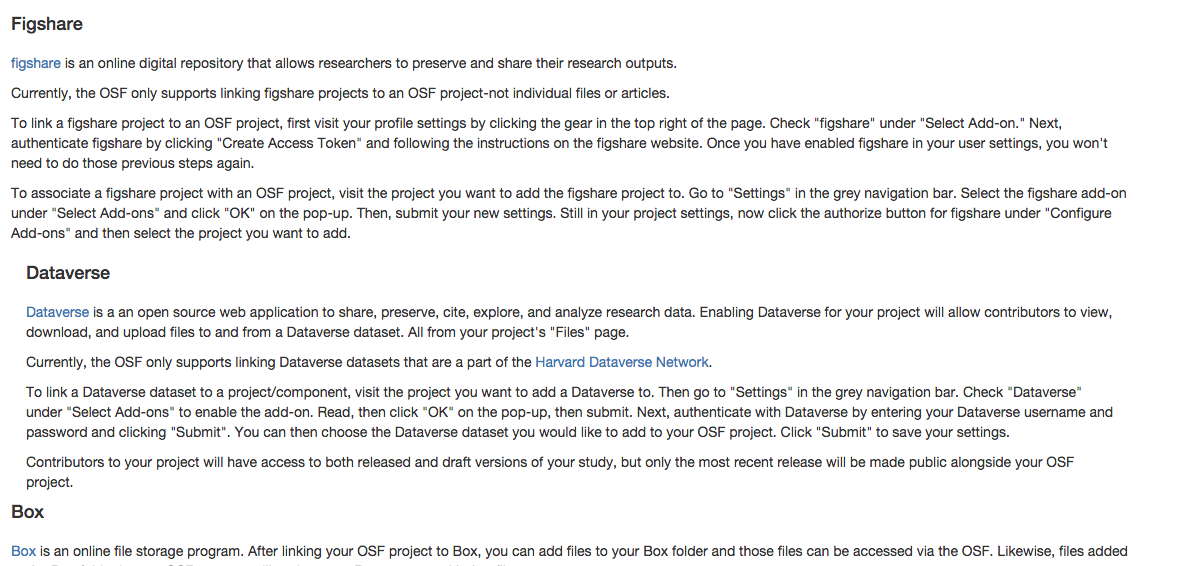 Figshare
figshare is an online digital repository that allows researchers to preserve and share their research outputs.
Currently, the OSF only supports linking figshare projects to an OSF project-not individual files or articles.
To link a figshare project to an OSF project, first visit your profile settings by clicking the gear in the top right of the page. Check "figshare" under "Select Add-on." Next,
authenticate figshare by clicking "Create Access Token" and following the instructions on the figshare website. Once you have enabled figshare in your user settings, you won't
need to do those previous steps again.
To associate a figshare project with an OSF project, visit the project you want to add the figshare project to. Go to "Settings" in the grey navigation bar. Select the figshare add-on
under "Select Add-ons" and click "OK" on the pop-up. Then, submit your new settings. Still in your project settings, now click the authorize button for figshare under "Configure
Add-ons" and then select the project you want to add.
Dataverse
Dataverse is a an open source web application to share, preserve, cite, explore, and analyze research data. Enabling Dataverse for your project will allow contributors to view,
download, and upload files to and from a Dataverse dataset. All from your project's "Files" page.
Currently, the OSF only supports linking Dataverse datasets that are a part of the Harvard Dataverse Network.
To link a Dataverse dataset to a project/component, visit the project you want to add a Dataverse to. Then go to "Settings" in the grey navigation bar. Check "Dataverse"
under "Select Add-ons" to enable the add-on. Read, then click "OK" on the pop-up, then submit. Next, authenticate with Dataverse by entering your Dataverse username and
password and clicking "Submit". You can then choose the Dataverse dataset you would like to add to your OSF project. Click "Submit" to save your settings.
Contributors to your project will have access to both released and draft versions of your study, but only the most recent release will be made public alongside your OSF
project.
Box
Box is an online file storage program. After linking your OSF project to Box, you can add files to your Box folder and those files can be accessed via the OSF. Likewise, files added